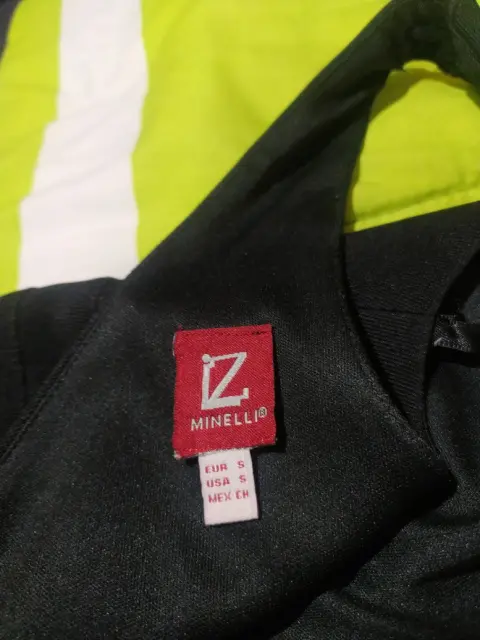 iZ
MINELLI®
EUR S
USA S
MEX CH